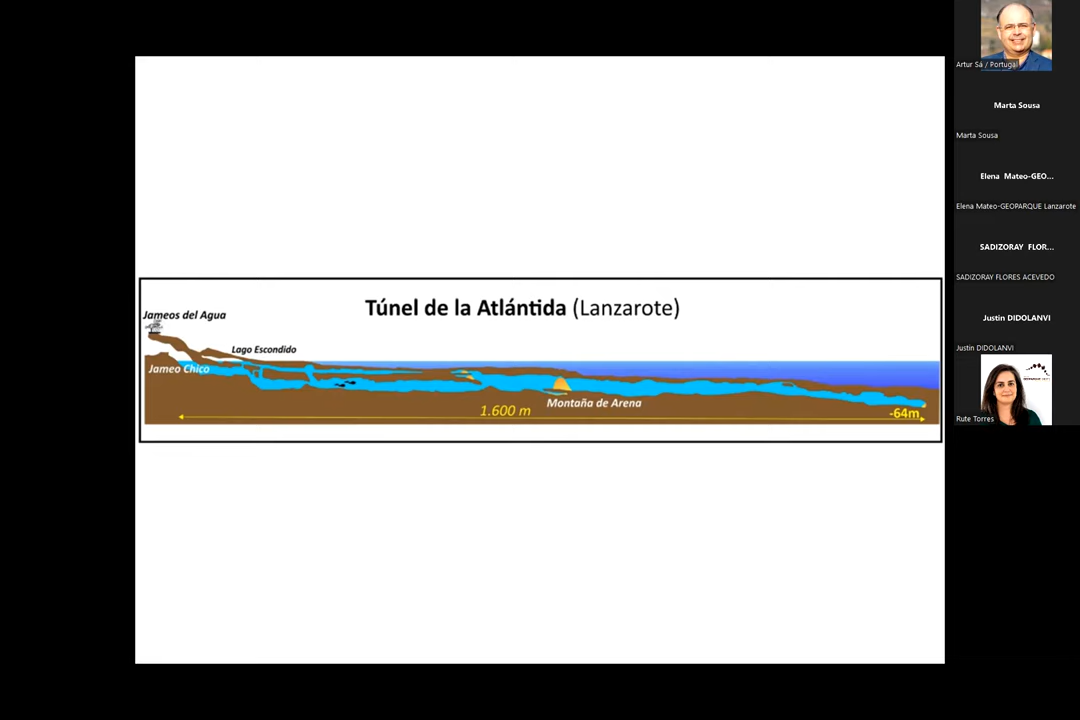 Túnel de la Atlántida (Lanzarote)
Jameos del Agua
Lago Escondido
Jameo Chico
Montaña de Arena
1.600 m
-64m
Artur Sá / Portugal
Marta Sousa
Marta Sousa
Elena Mateo-GEO...
Elena Mateo-GEOPARQUE Lanzarote
SADIZORAY FLOR...
SADIZORAY FLORES ACEVEDO
Justin DIDOLANVI
Justin DIDOLANVI
Rute Torres